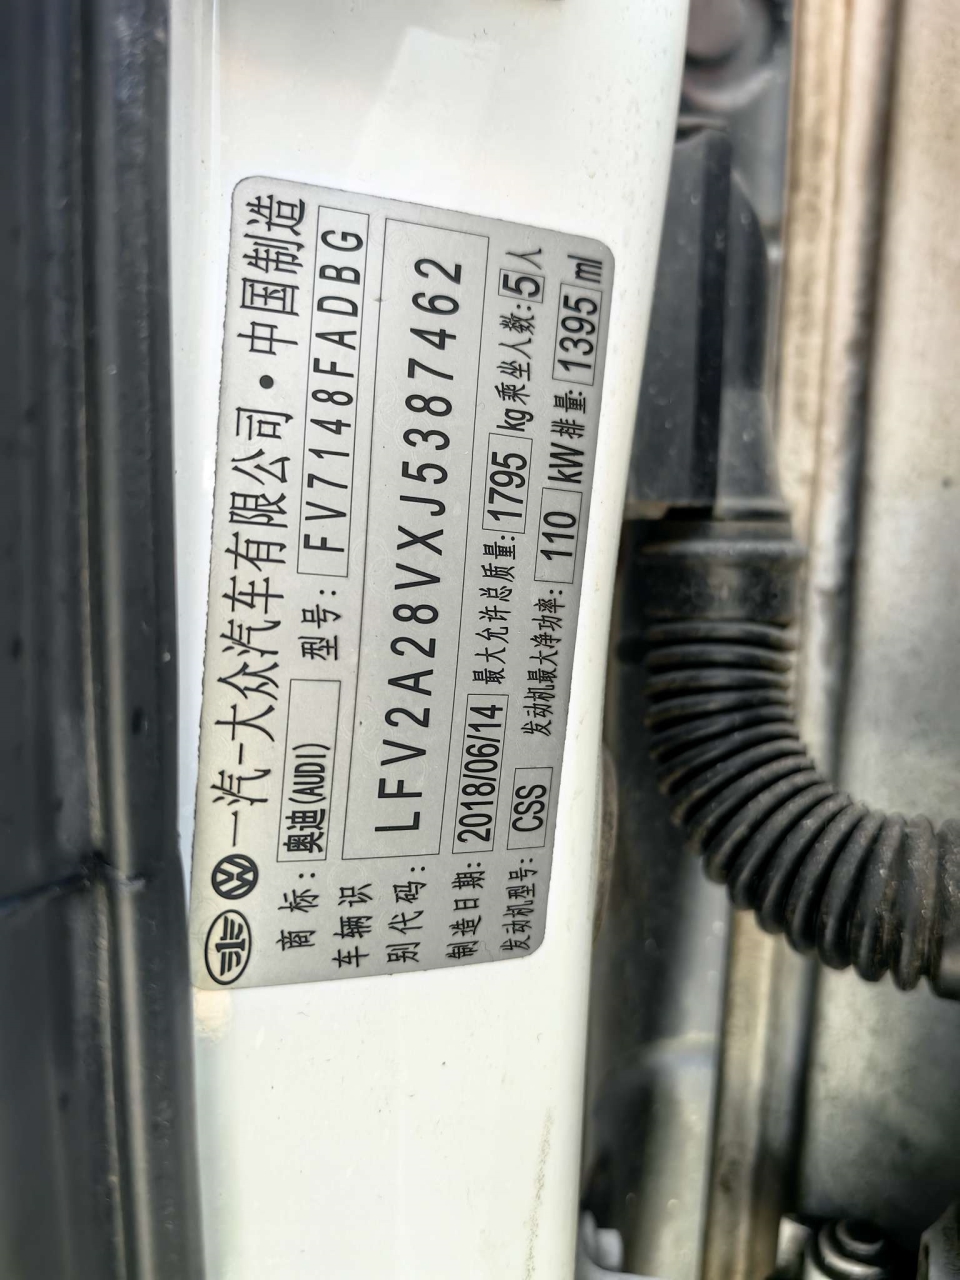 一汽-大众汽车有限公司·中国制造
商标: 奥迪(AUDI) 型号: FV7148FADBG
车辆识别代码: LFV2A28VXJ5387462
制造日期: 2018/06/14 最大允许总质量: 1795 kg 乘坐人数: 5 人
发动机型号: CSS 发动机最大净功率: 110 kW 排量: 1395 ml